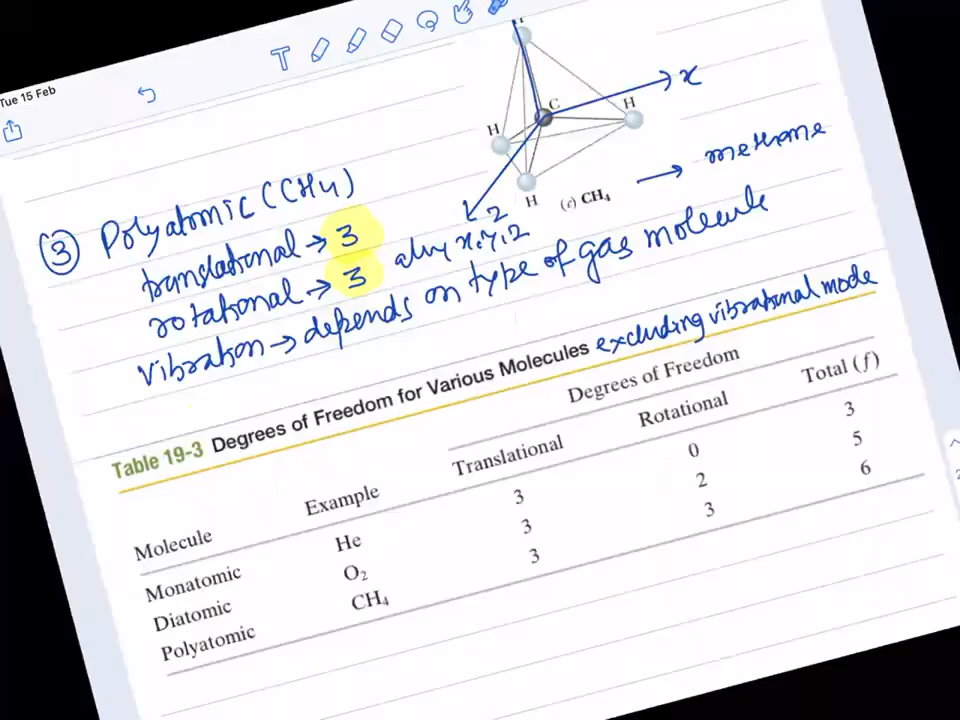 Tue 15 Feb
H
C
x
H
H
H
z
(c) CH₄ → methane
③ Polyatomic (CH4)
translational → 3
rotational → 3 x,y,z
vibration → depends on type of gas molecule
Table 19-3 Degrees of Freedom for Various Molecules excluding vibrational mode
Degrees of Freedom
Molecule Example Translational Rotational Total (f)
Monatomic He 3 0 3
Diatomic O₂ 3 2 5
Polyatomic CH₄ 3 3 6